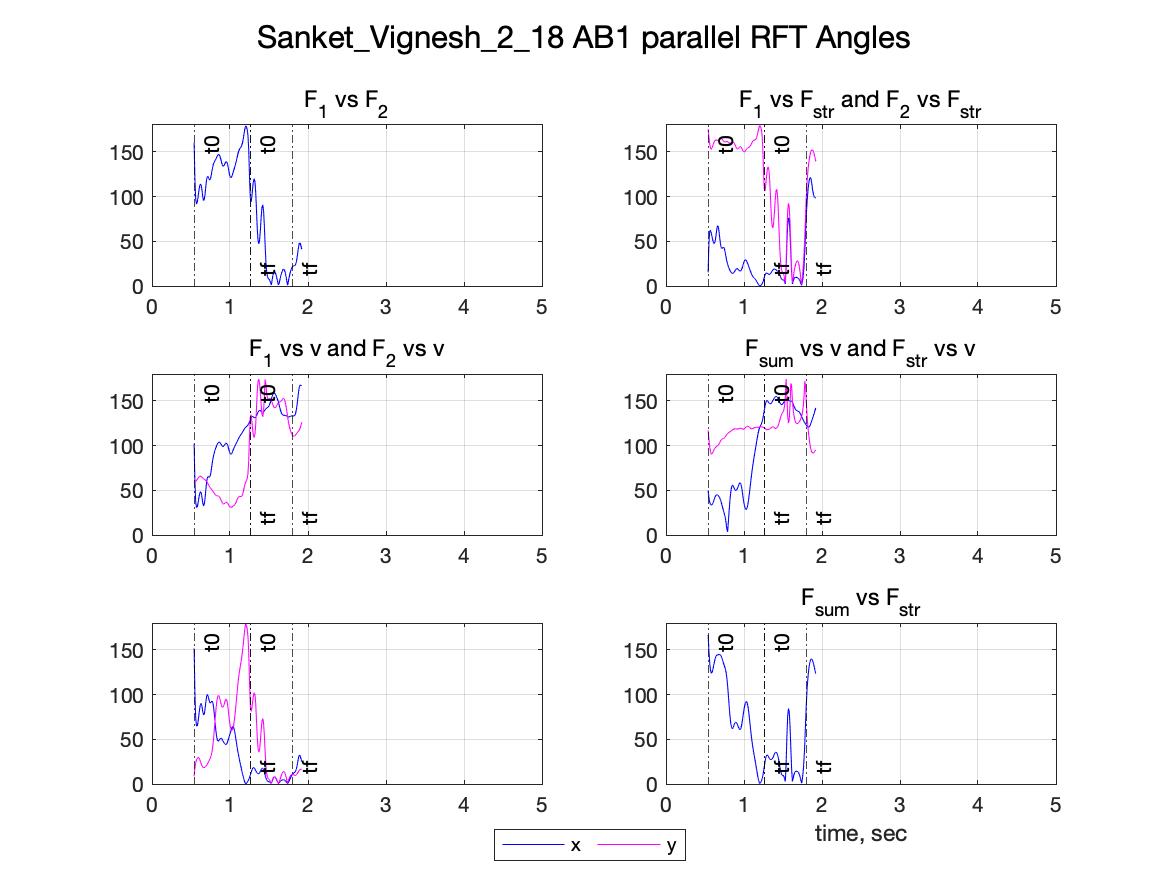 Sanket_Vignesh_2_18 AB1 parallel RFT Angles
F1 vs F2
150
100
50
0
t0
t0
tf
tf
0 1 2 3 4 5
F1 vs Fstr and F2 vs Fstr
150
100
50
0
t0
t0
tf
tf
0 1 2 3 4 5
F1 vs v and F2 vs v
150
100
50
0
t0
t0
tf
tf
0 1 2 3 4 5
Fsum vs v and Fstr vs v
150
100
50
0
t0
t0
tf
tf
0 1 2 3 4 5
150
100
50
0
t0
t0
tf
tf
0 1 2 3 4 5
Fsum vs Fstr
150
100
50
0
t0
t0
tf
tf
0 1 2 3 4 5
time, sec
x y